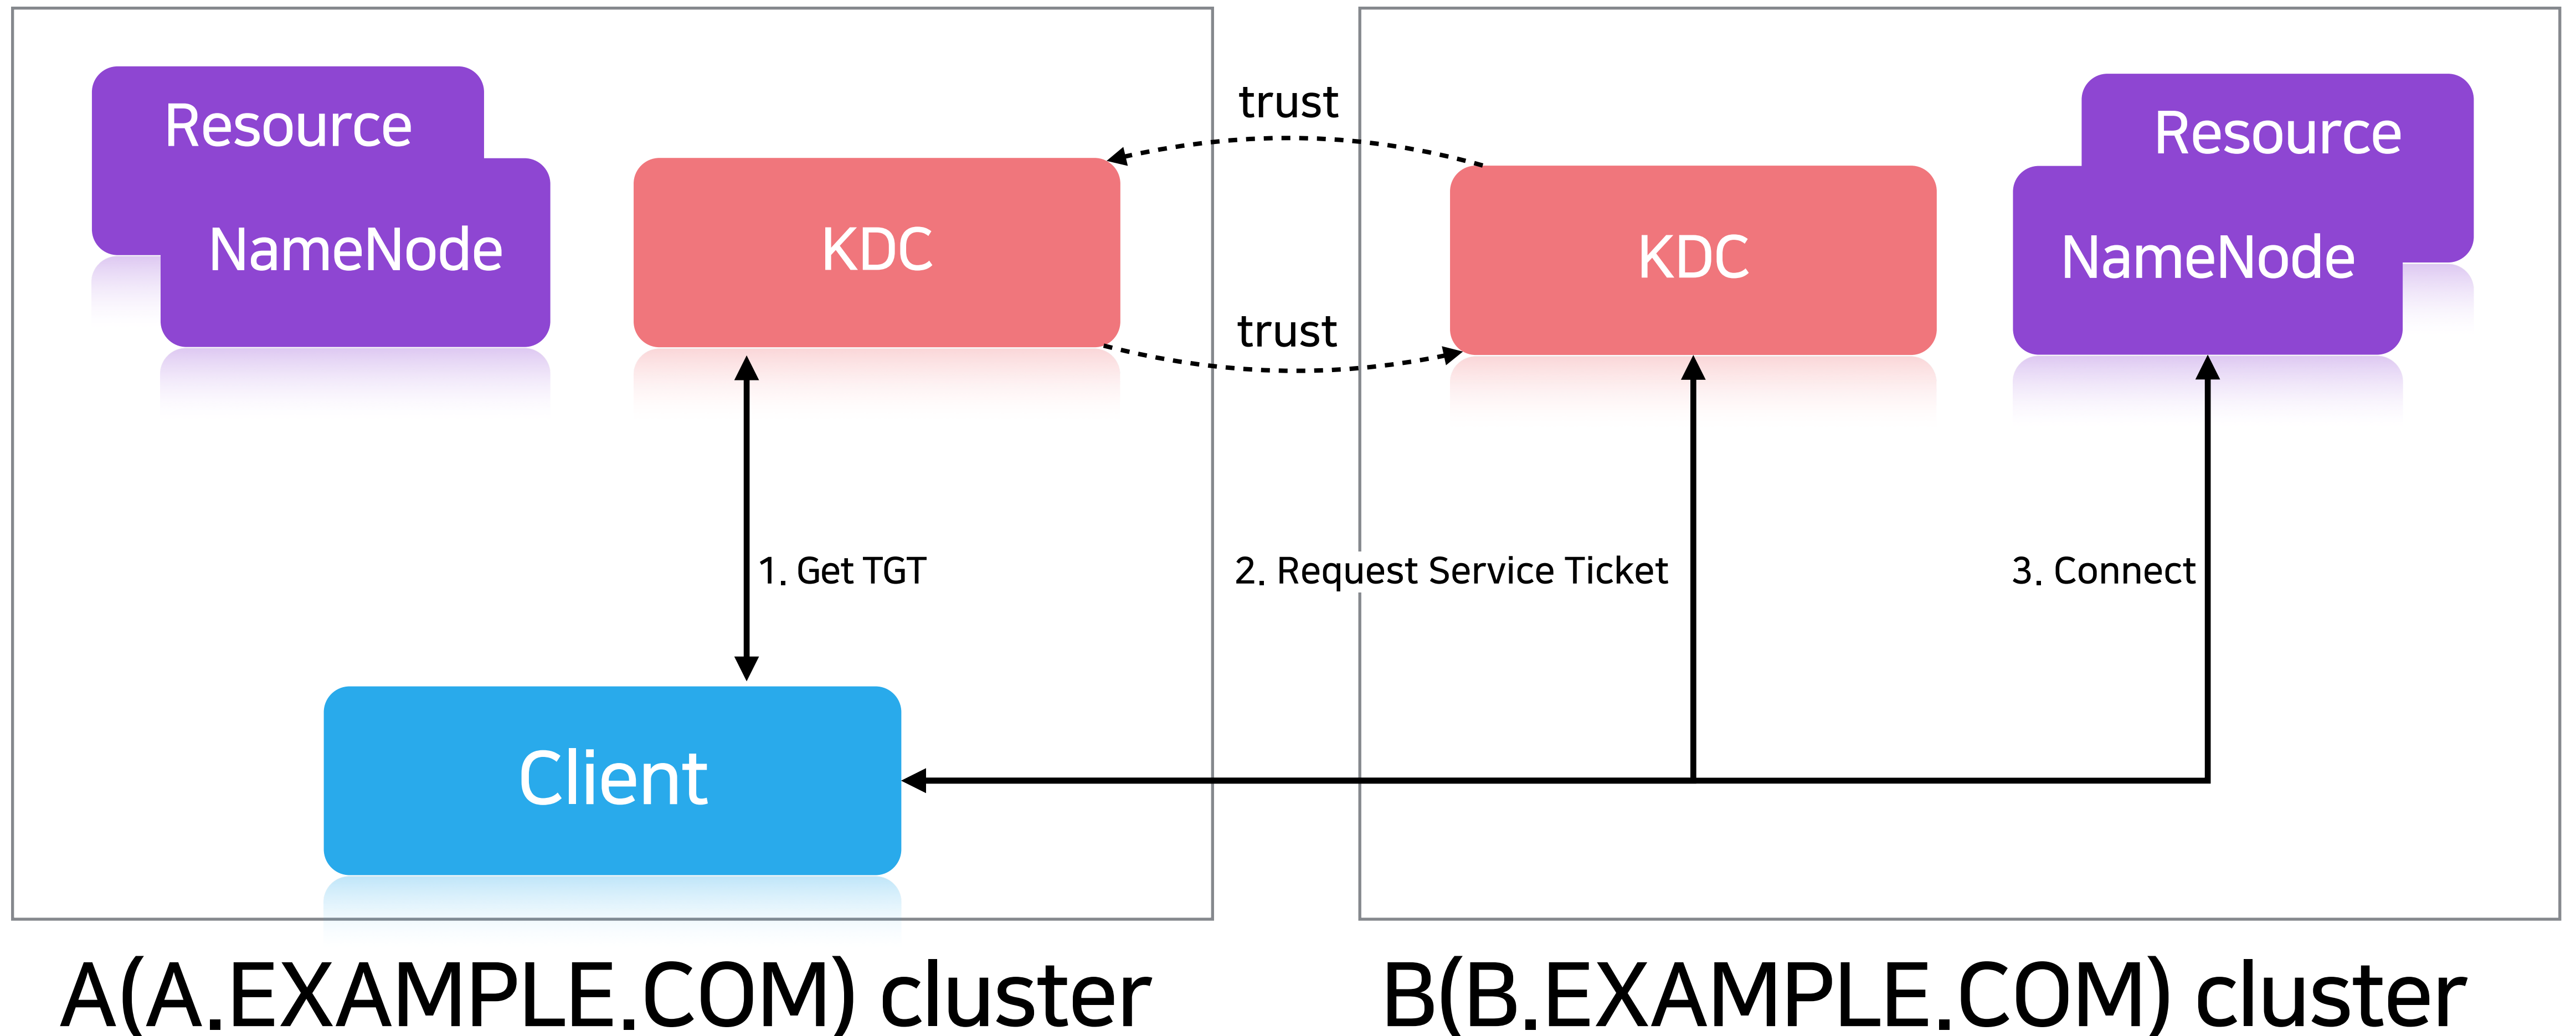 Resource
NameNode
KDC
trust
trust
KDC
Resource
NameNode
1. Get TGT
2. Request Service Ticket
3. Connect
Client
A(A.EXAMPLE.COM) cluster
B(B.EXAMPLE.COM) cluster